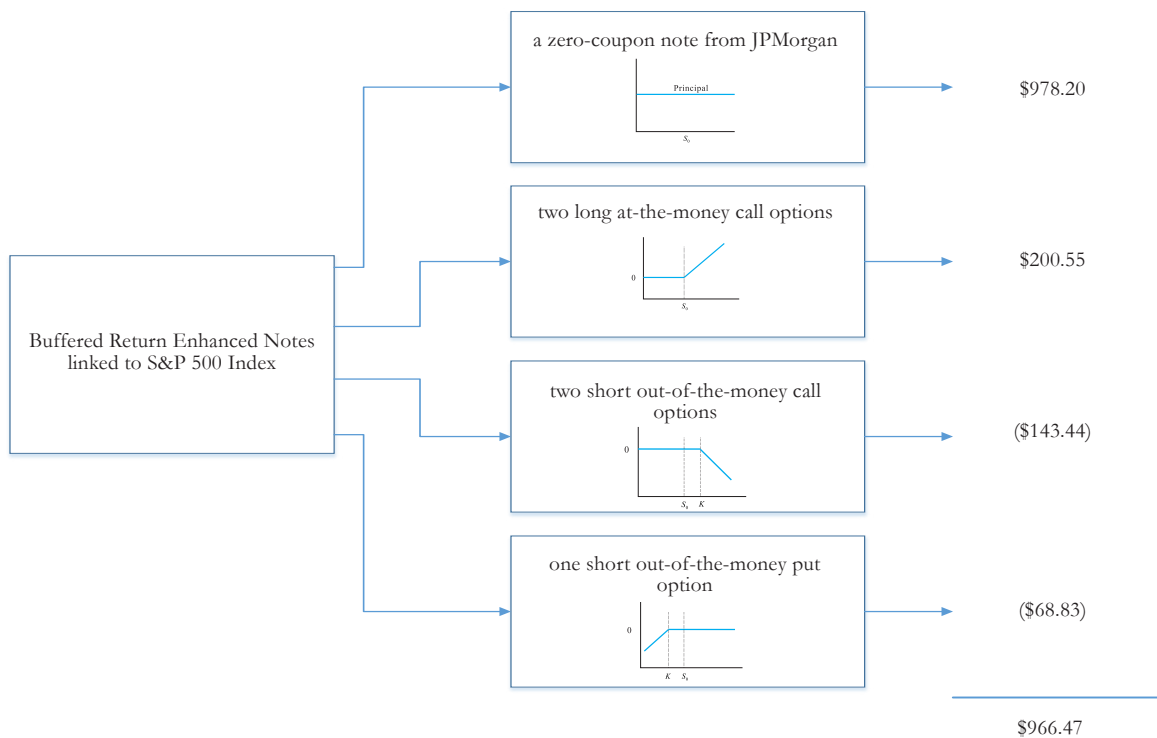 a zero-coupon note from JPMorgan
Principal
S0
$978.20
two long at-the-money call options
0
S0
$200.55
Buffered Return Enhanced Notes
linked to S&P 500 Index
two short out-of-the-money call
options
0
S0 K
($143.44)
one short out-of-the-money put
option
0
K S0
($68.83)
$966.47